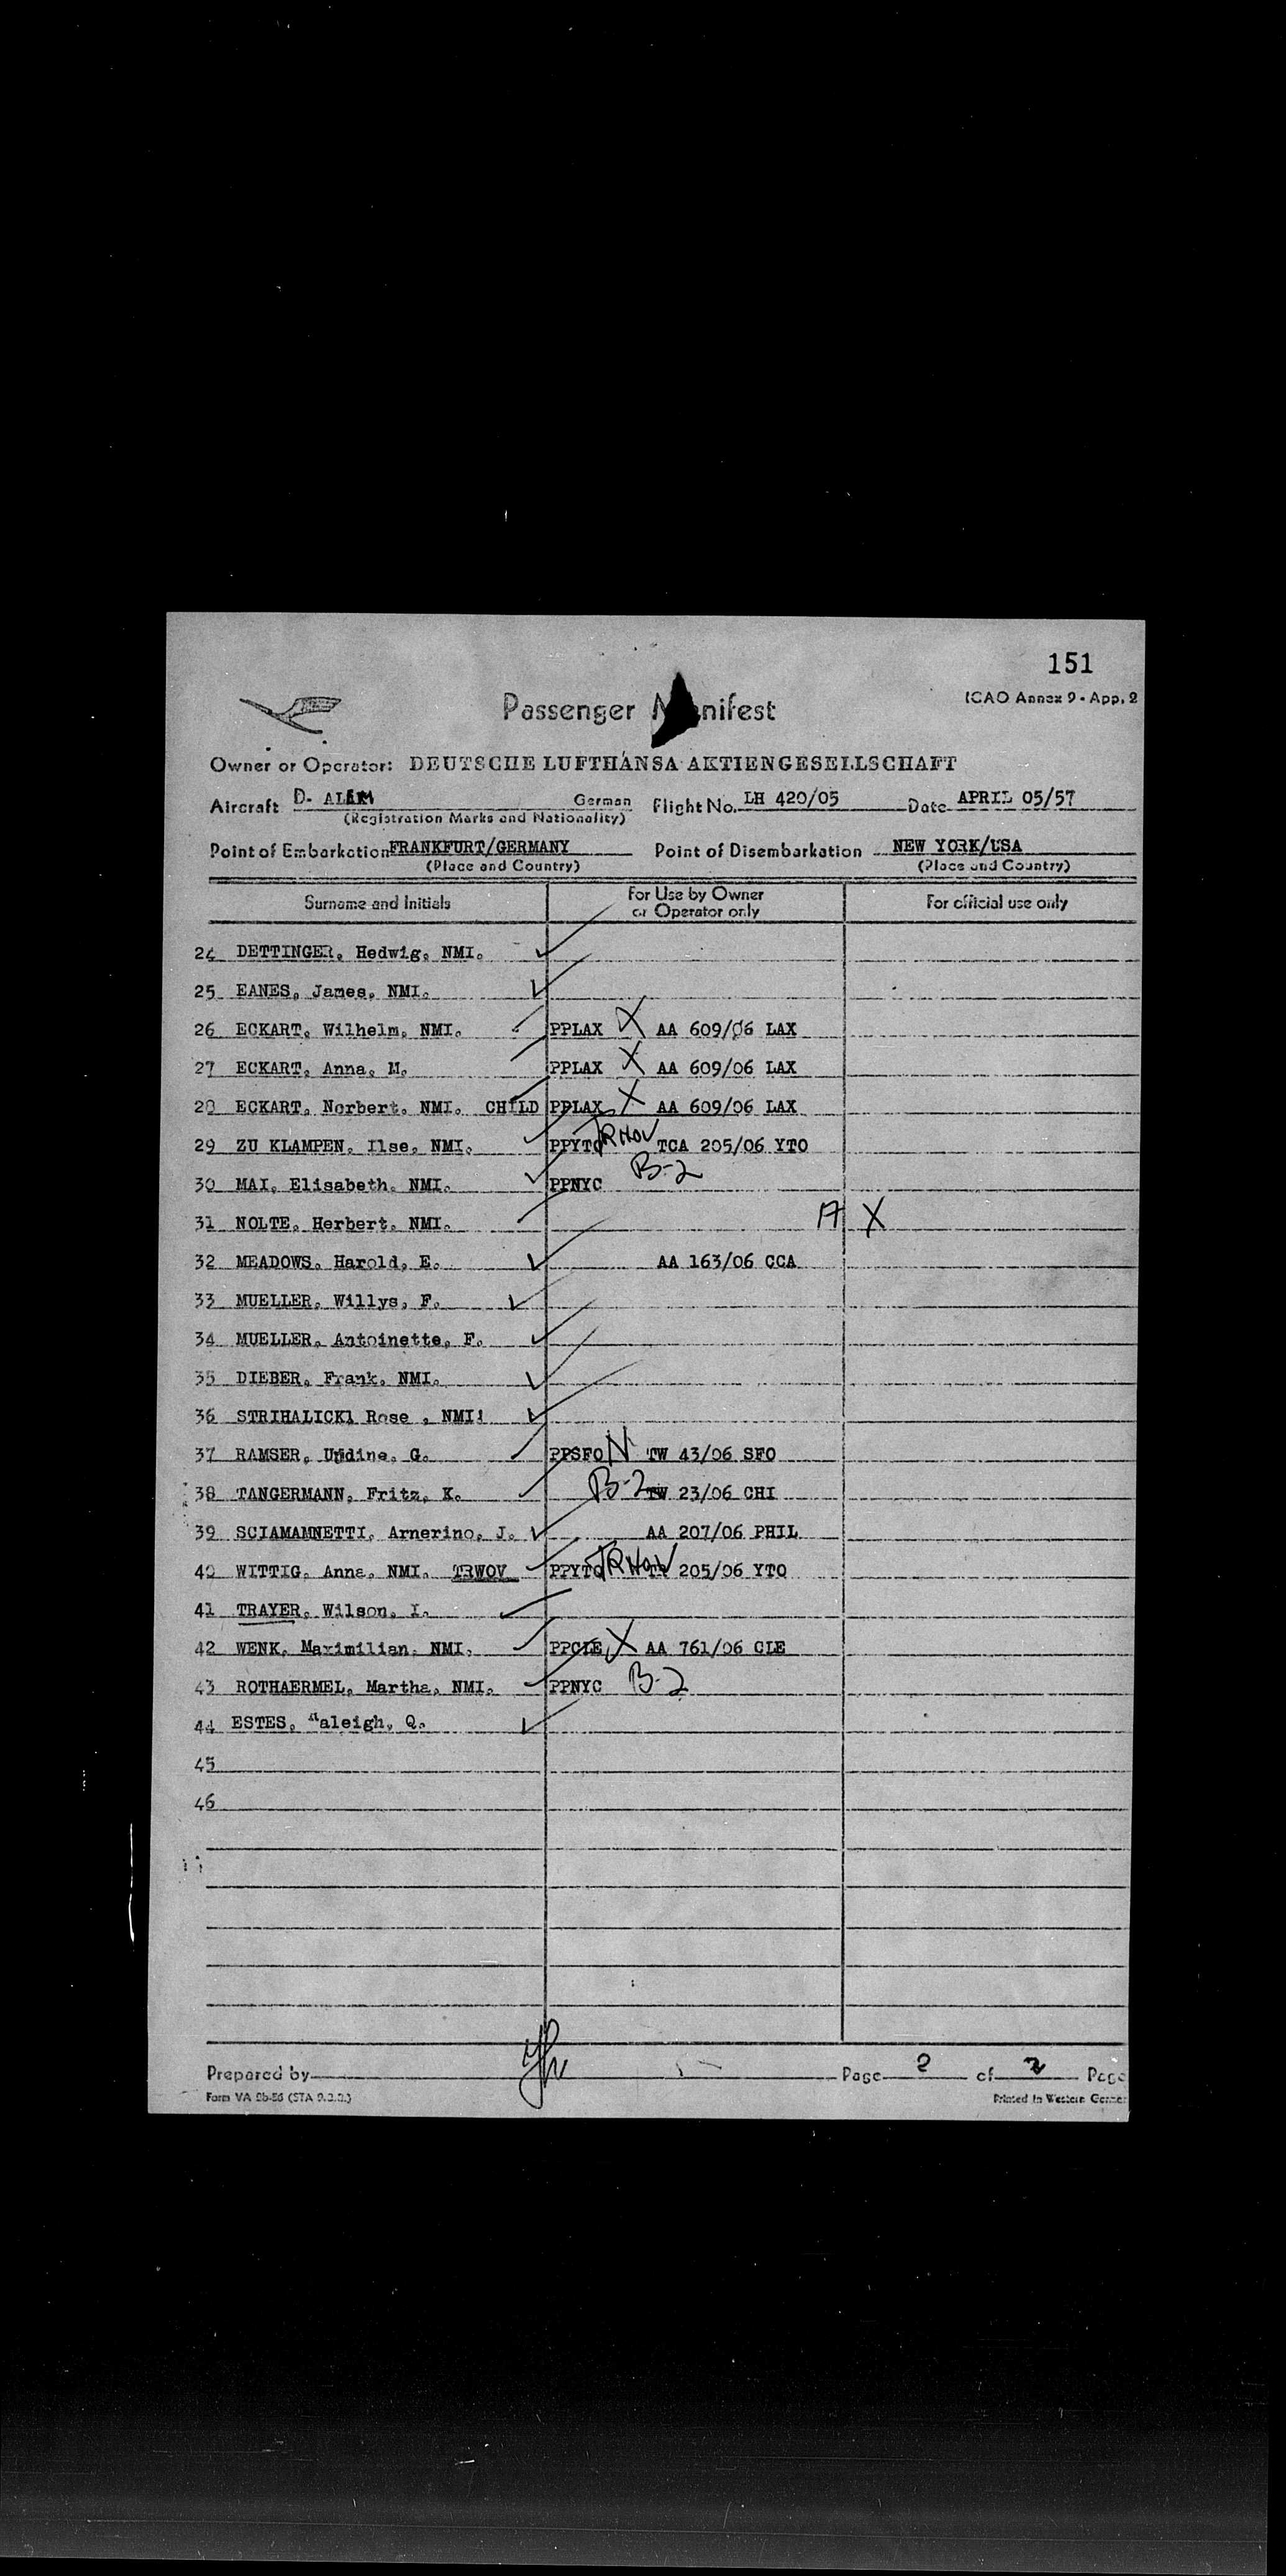 151
Passenger Manifest
ICAO Annex 9 - App. 2
Owner or Operator: DEUTSCHE LUFTHANSA AKTIENGESELLSCHAFT
Aircraft D- German Flight No. LH 420/05 Date APRIL 05/57
(Registration Marks and Nationality)
Point of Embarkation FRANKFURT/GERMANY Point of Disembarkation NEW YORK/USA
(Place and Country) (Place and Country)
Surname and Initials For Use by Owner or Operator only For official use only
24 DETTINGER, Hedwig, NMI.
25 EANES, James, NMI.
26 ECKART, Wilhelm, NMI. PPLAX X AA 609/06 LAX
27 ECKART, Anna, M. PPLAX X AA 609/06 LAX
28 ECKART, Norbert, NMI. CHILD PPLAX X AA 609/06 LAX
29 ZU KLAMPEN, Ilse, NMI. PPYTO TRWOV TCA 205/06 YTO
30 MAI, Elisabeth, NMI. PPNYC B-2
31 NOLTE, Herbert, NMI. A X
32 MEADOWS, Harold, E. AA 163/06 CCA
33 MUELLER, Willys, F.
34 MUELLER, Antoinette, F.
35 DIEBER, Frank, NMI.
36 STRIHALICKI Rose , NMI!
37 RAMSER, Undine, G. PPSFO N TW 43/06 SFO
38 TANGERMANN, Fritz, K. B-2 TW 23/06 CHI
39 SCIAMAMNETTI, Arnerino, J. AA 207/06 PHIL
40 WITTIG, Anna, NMI. TRWOV PPYTO TRWOV 205/06 YTO
41 TRAYER, Wilson, I.
42 WENK, Maximilian, NMI. PPCLE X AA 761/06 CLE
43 ROTHAERMEL, Martha, NMI. PPNYC B-2
44 ESTES, Raleigh, Q.
45
46
Prepared by Page 2 of 2 Page
Form VA 2b-56 (STA 9.2.2.) Printed in Western